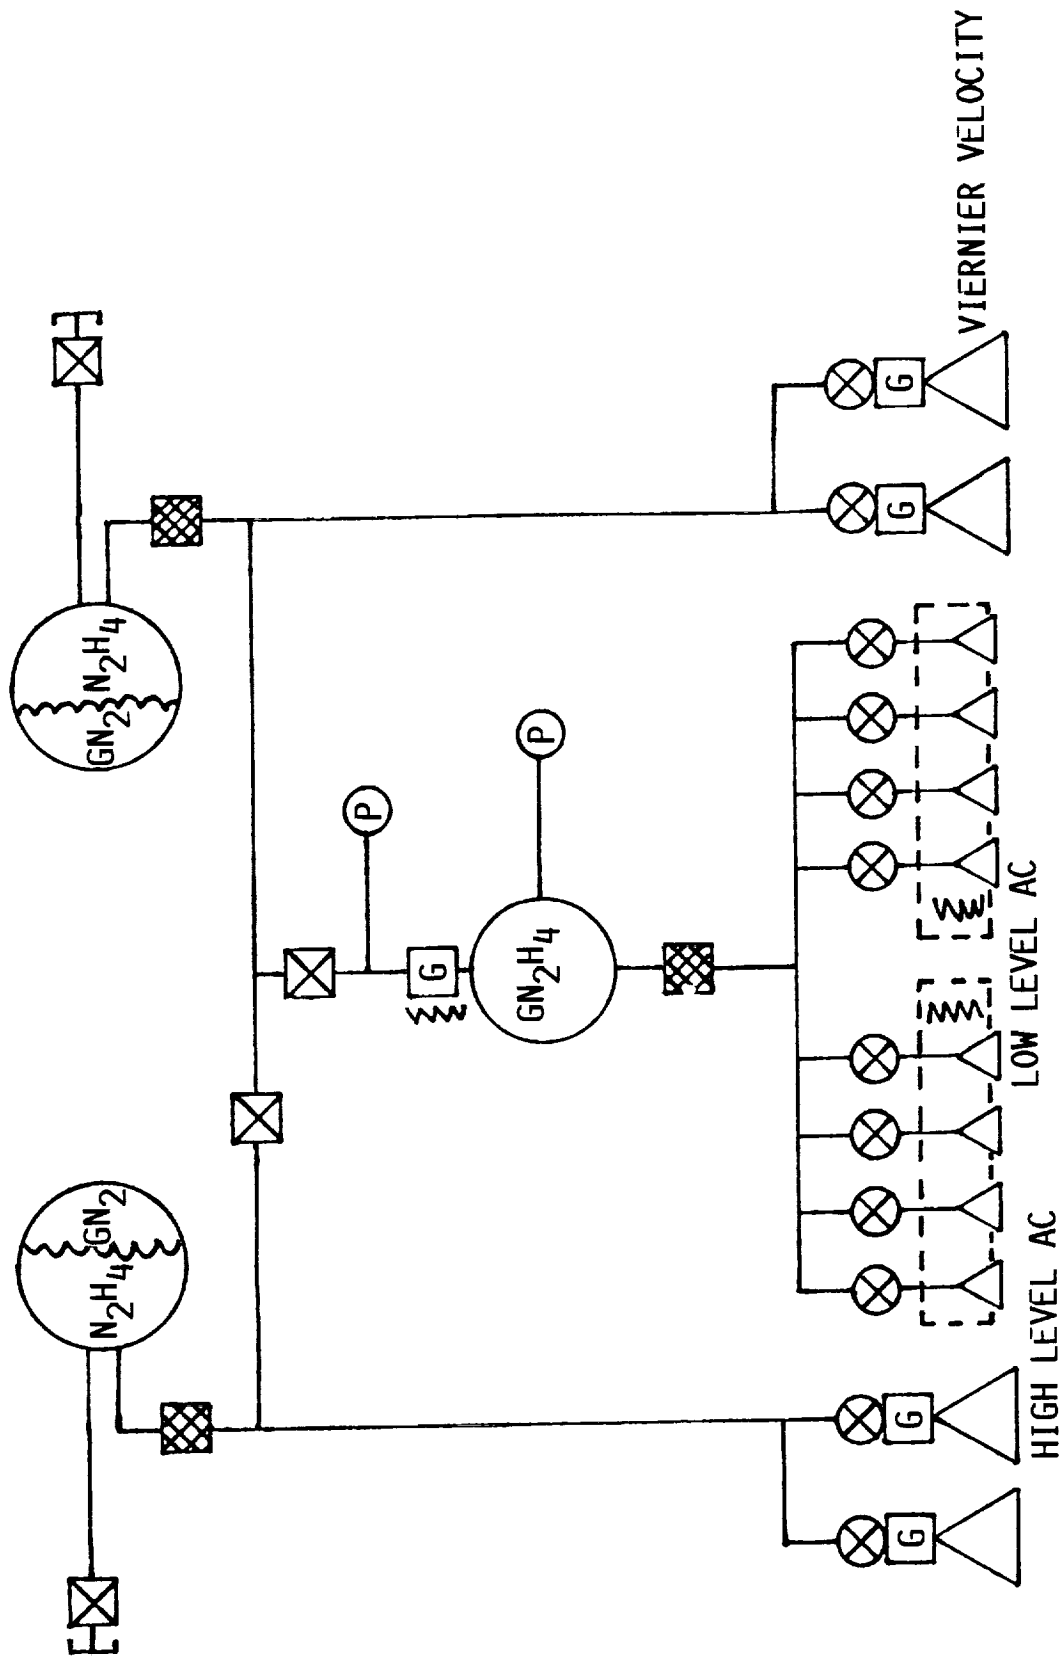 N₂H₄ GN₂
GN₂ N₂H₄
P
G
GN₂H₄
P
G
G
G
G
VIERNIER VELOCITY
LOW LEVEL AC
HIGH LEVEL AC